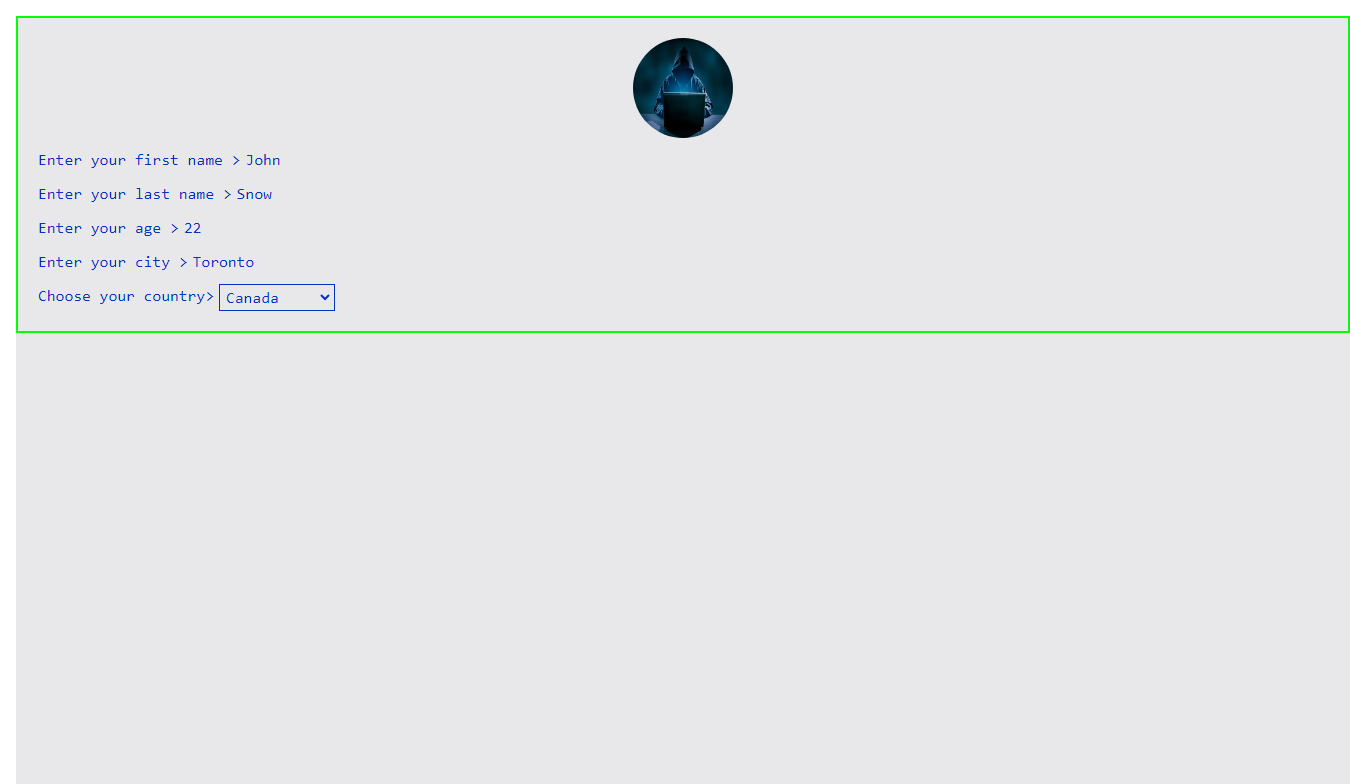 Enter your first name > John
Enter your last name > Snow
Enter your age > 22
Enter your city > Toronto
Choose your country> Canada